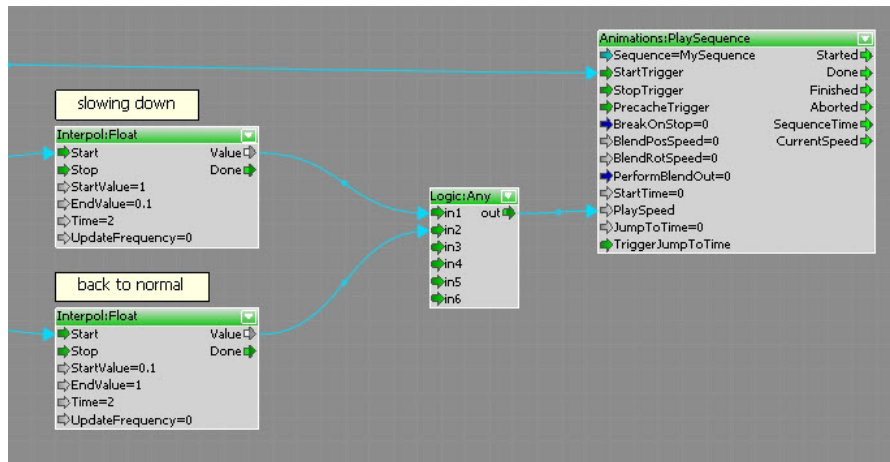 Animations:PlaySequence
Sequence=MySequence Started
StartTrigger Done
StopTrigger Finished
PrecacheTrigger Aborted
BreakOnStop=0 SequenceTime
BlendPosSpeed=0 CurrentSpeed
BlendRotSpeed=0
PerformBlendOut=0
StartTime=0
PlaySpeed
JumpToTime=0
TriggerJumpToTime
slowing down
Interpol:Float
Start Value
Stop Done
StartValue=1
EndValue=0.1
Time=2
UpdateFrequency=0
Logic:Any
in1 out
in2
in3
in4
in5
in6
back to normal
Interpol:Float
Start Value
Stop Done
StartValue=0.1
EndValue=1
Time=2
UpdateFrequency=0